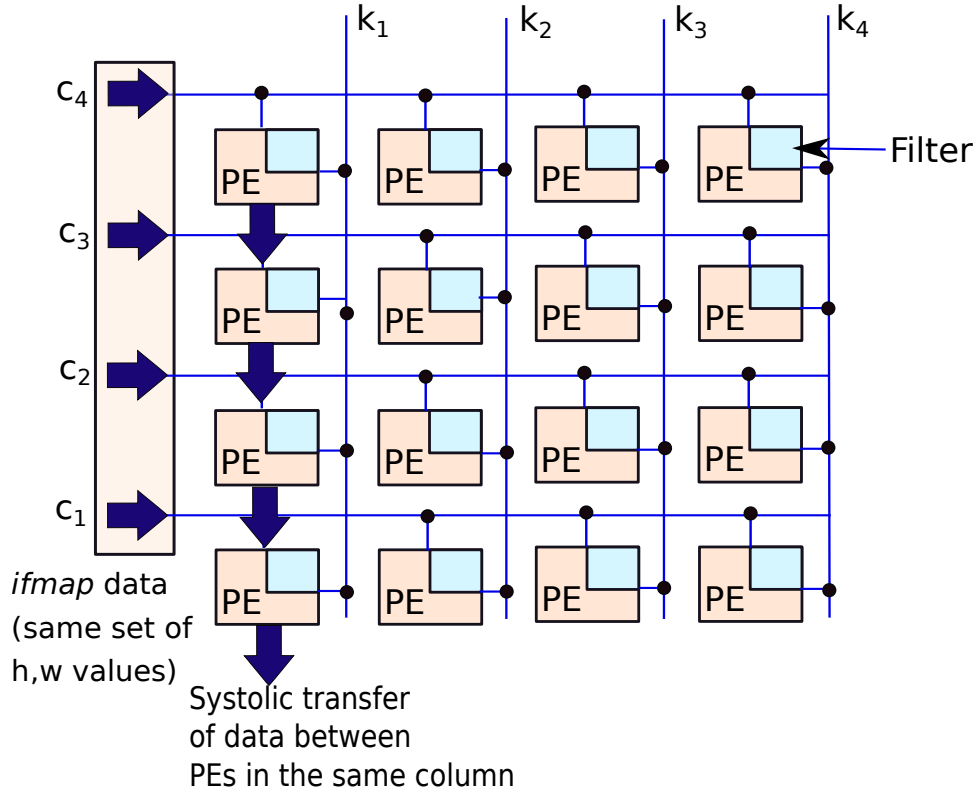 k1
k2
k3
k4
c4
PE
PE
PE
PE
Filter
c3
PE
PE
PE
PE
c2
PE
PE
PE
PE
c1
PE
PE
PE
PE
ifmap data
(same set of
h,w values)
Systolic transfer
of data between
PEs in the same column